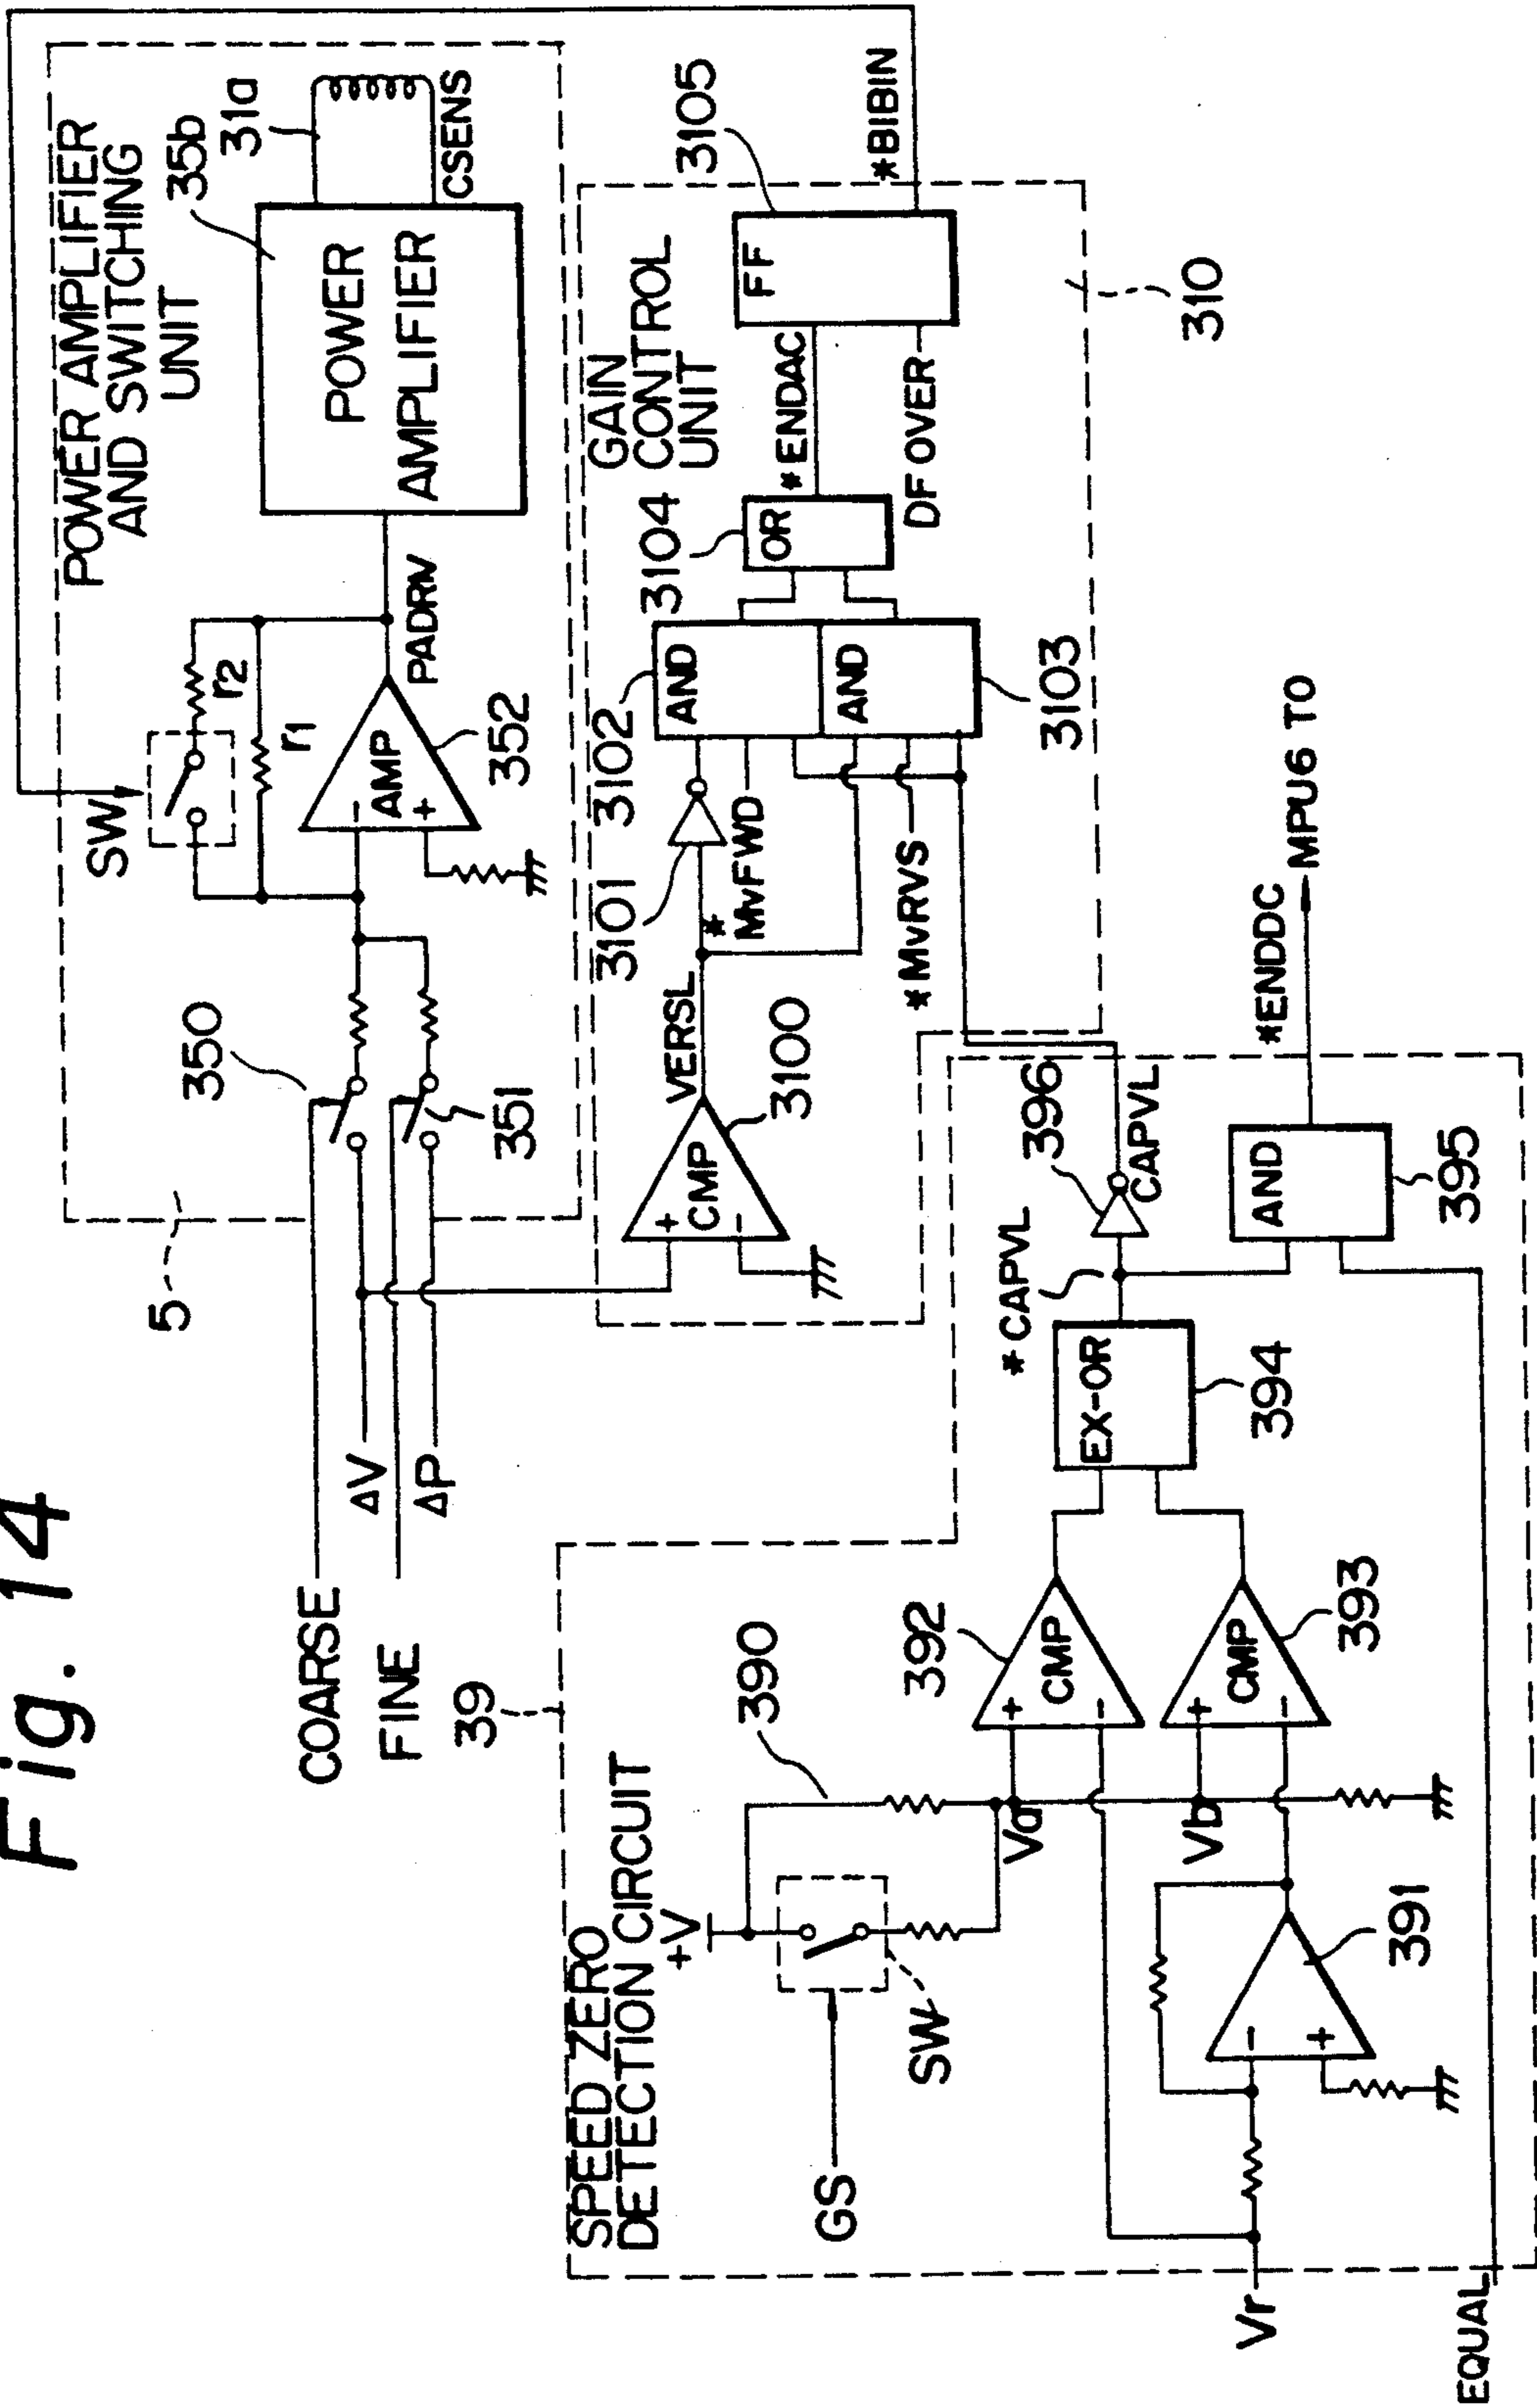 Fig. 14
POWER AMPLIFIER
AND SWITCHING
UNIT
5
COARSE
ΔV
FINE
ΔP
350
351
SW
r2
r1
AMP
-
+
352
PADRIV
POWER
AMPLIFIER
35b
31a
CSENS
GAIN
CONTROL
UNIT
+
CMP
-
3100
VERSL
3101
*
MvFWD
*MvRVS
3102
AND
AND
3103
3104
OR
*ENDAC
DF OVER
FF
3105
*BIBIN
310
39
SPEED ZERO
DETECTION CIRCUIT
+V
390
GS
SW
Va
Vb
392
+
CMP
-
+
CMP
-
393
-
+
391
Vr
EQUAL
EX-OR
394
*CAPVL
396
CAPVL
AND
395
*ENDDC
MPU6 TO